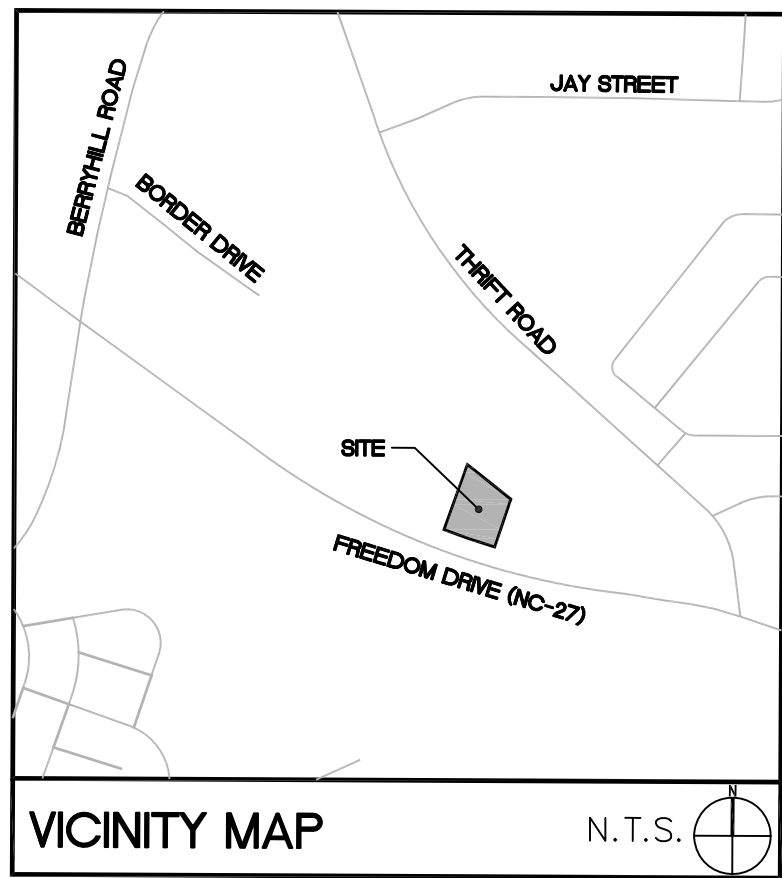 JAY STREET
BERRYHILL ROAD
BORDER DRIVE
THRIFT ROAD
SITE
FREEDOM DRIVE (NC-27)
N
VICINITY MAP
N.T.S.